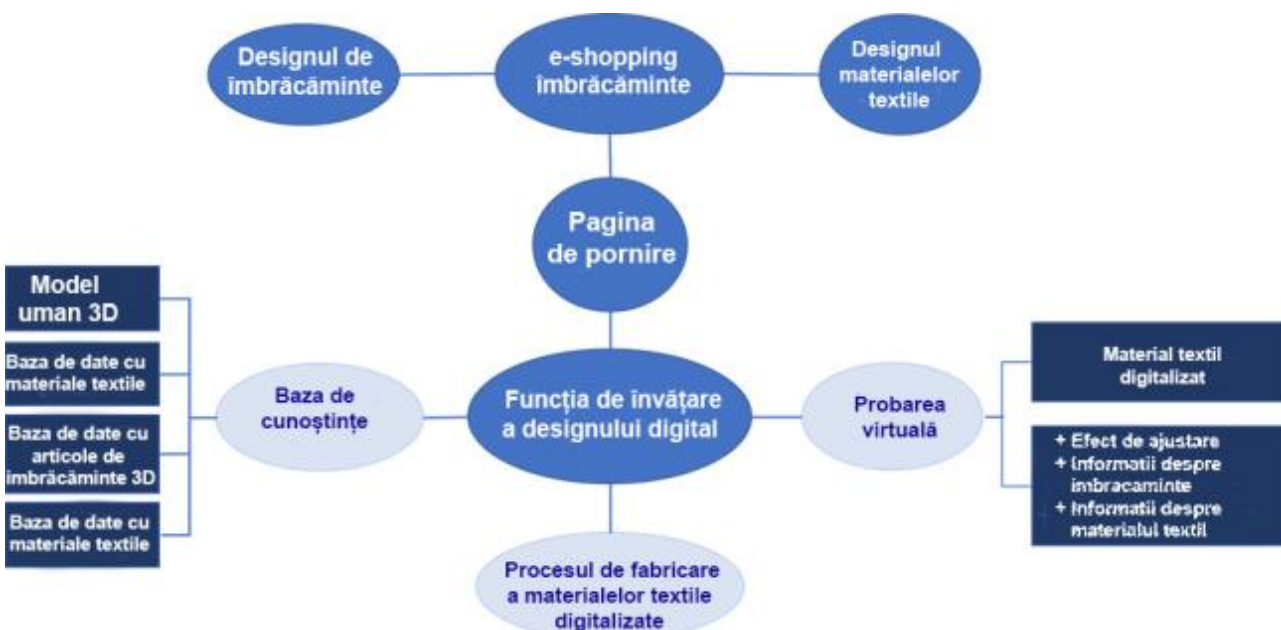 Designul de
îmbrăcăminte
e-shopping
îmbrăcăminte
Designul
materialelor
textile
Pagina
de pornire
Model
uman 3D
Baza de date cu
materiale textile
Baza de date cu
articole de
îmbrăcăminte 3D
Baza de date cu
materiale textile
Baza de
cunoștințe
Funcția de învățare
a designului digital
Probarea
virtuală
Material textil
digitalizat
+ Efect de ajustare
+ Informatii despre
imbracaminte
+ Informatii despre
materialul textil
Procesul de fabricare
a materialelor textile
digitalizate